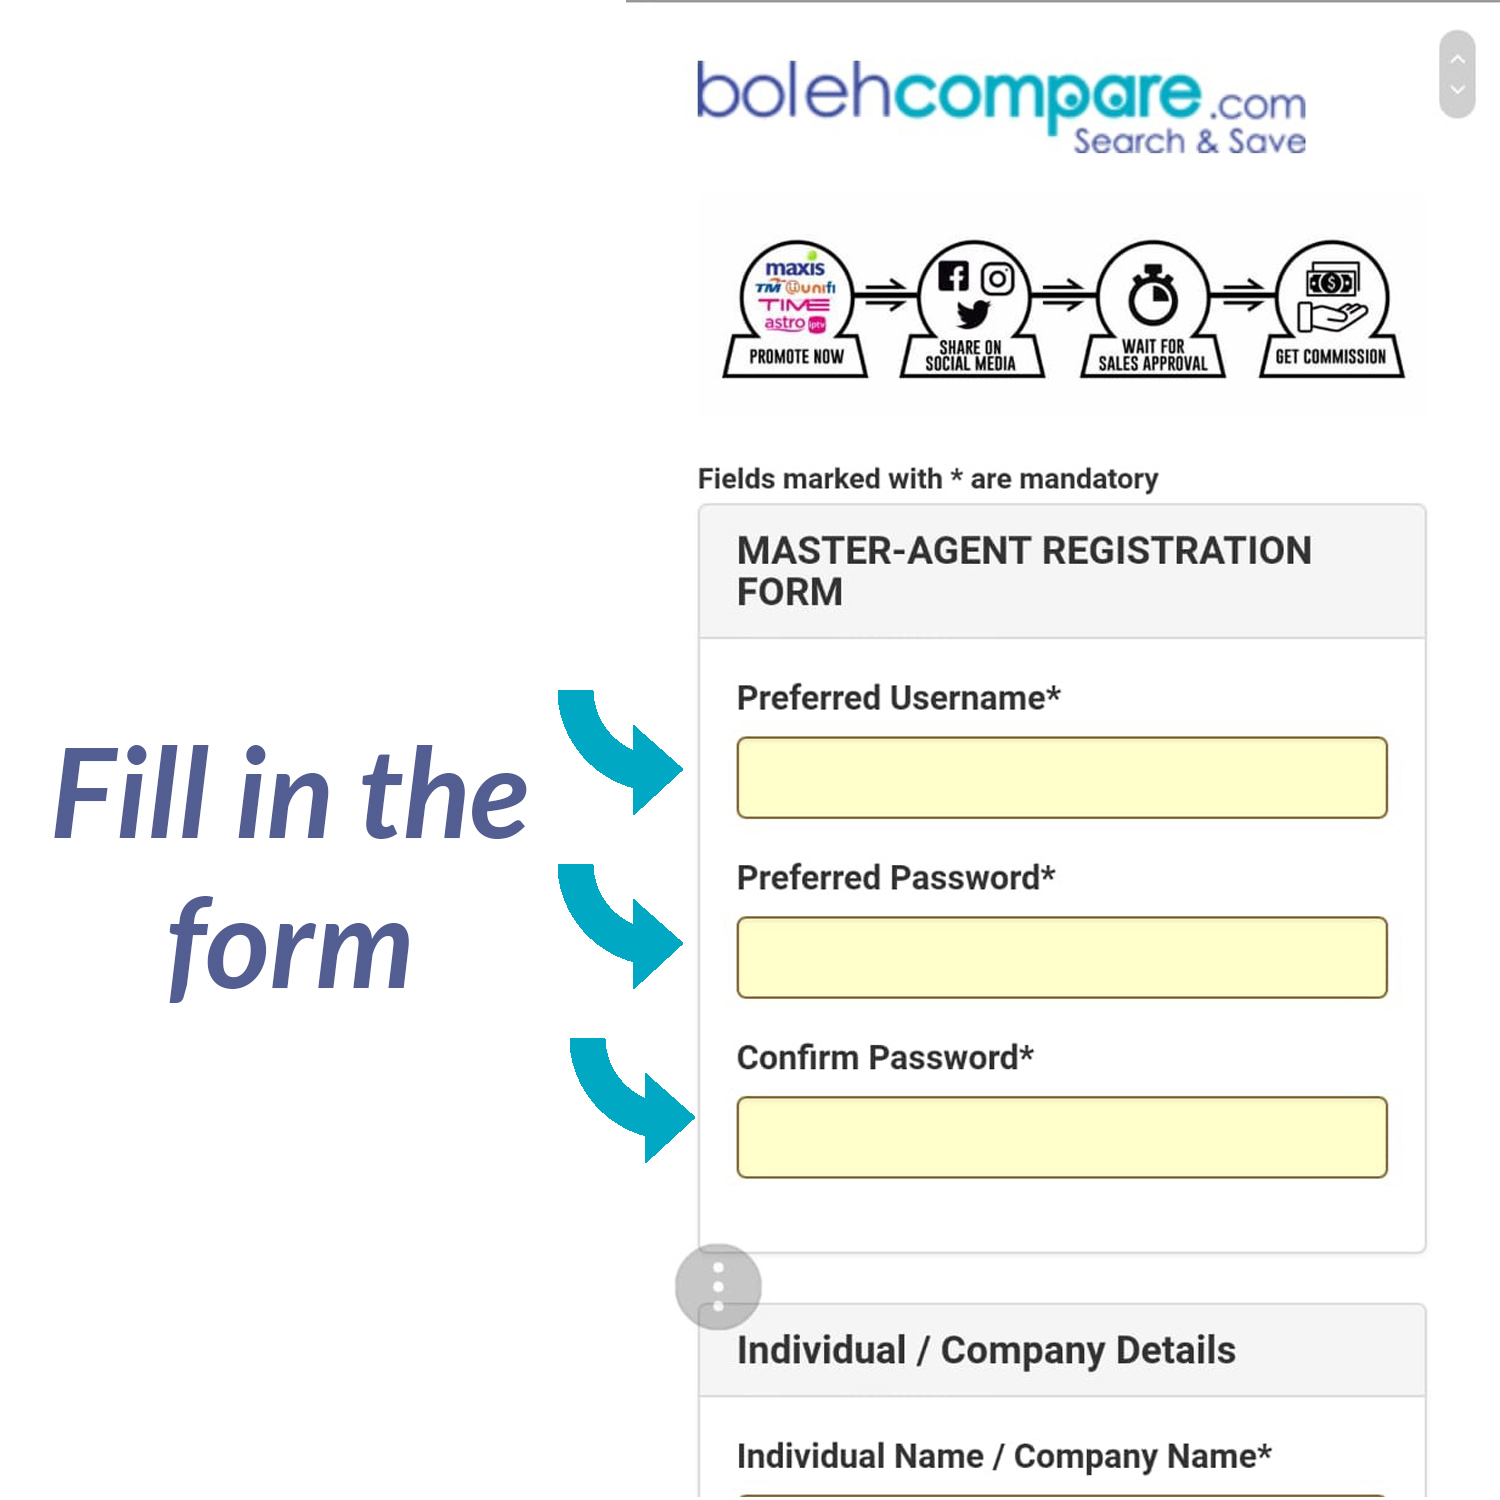 bolehcompare.com
Search & Save
maxis
TM unifi
TIME
astro iptv
PROMOTE NOW
SHARE ON
SOCIAL MEDIA
WAIT FOR
SALES APPROVAL
GET COMMISSION
Fields marked with * are mandatory
MASTER-AGENT REGISTRATION
FORM
Preferred Username*
Preferred Password*
Confirm Password*
Fill in the
form
Individual / Company Details
Individual Name / Company Name*